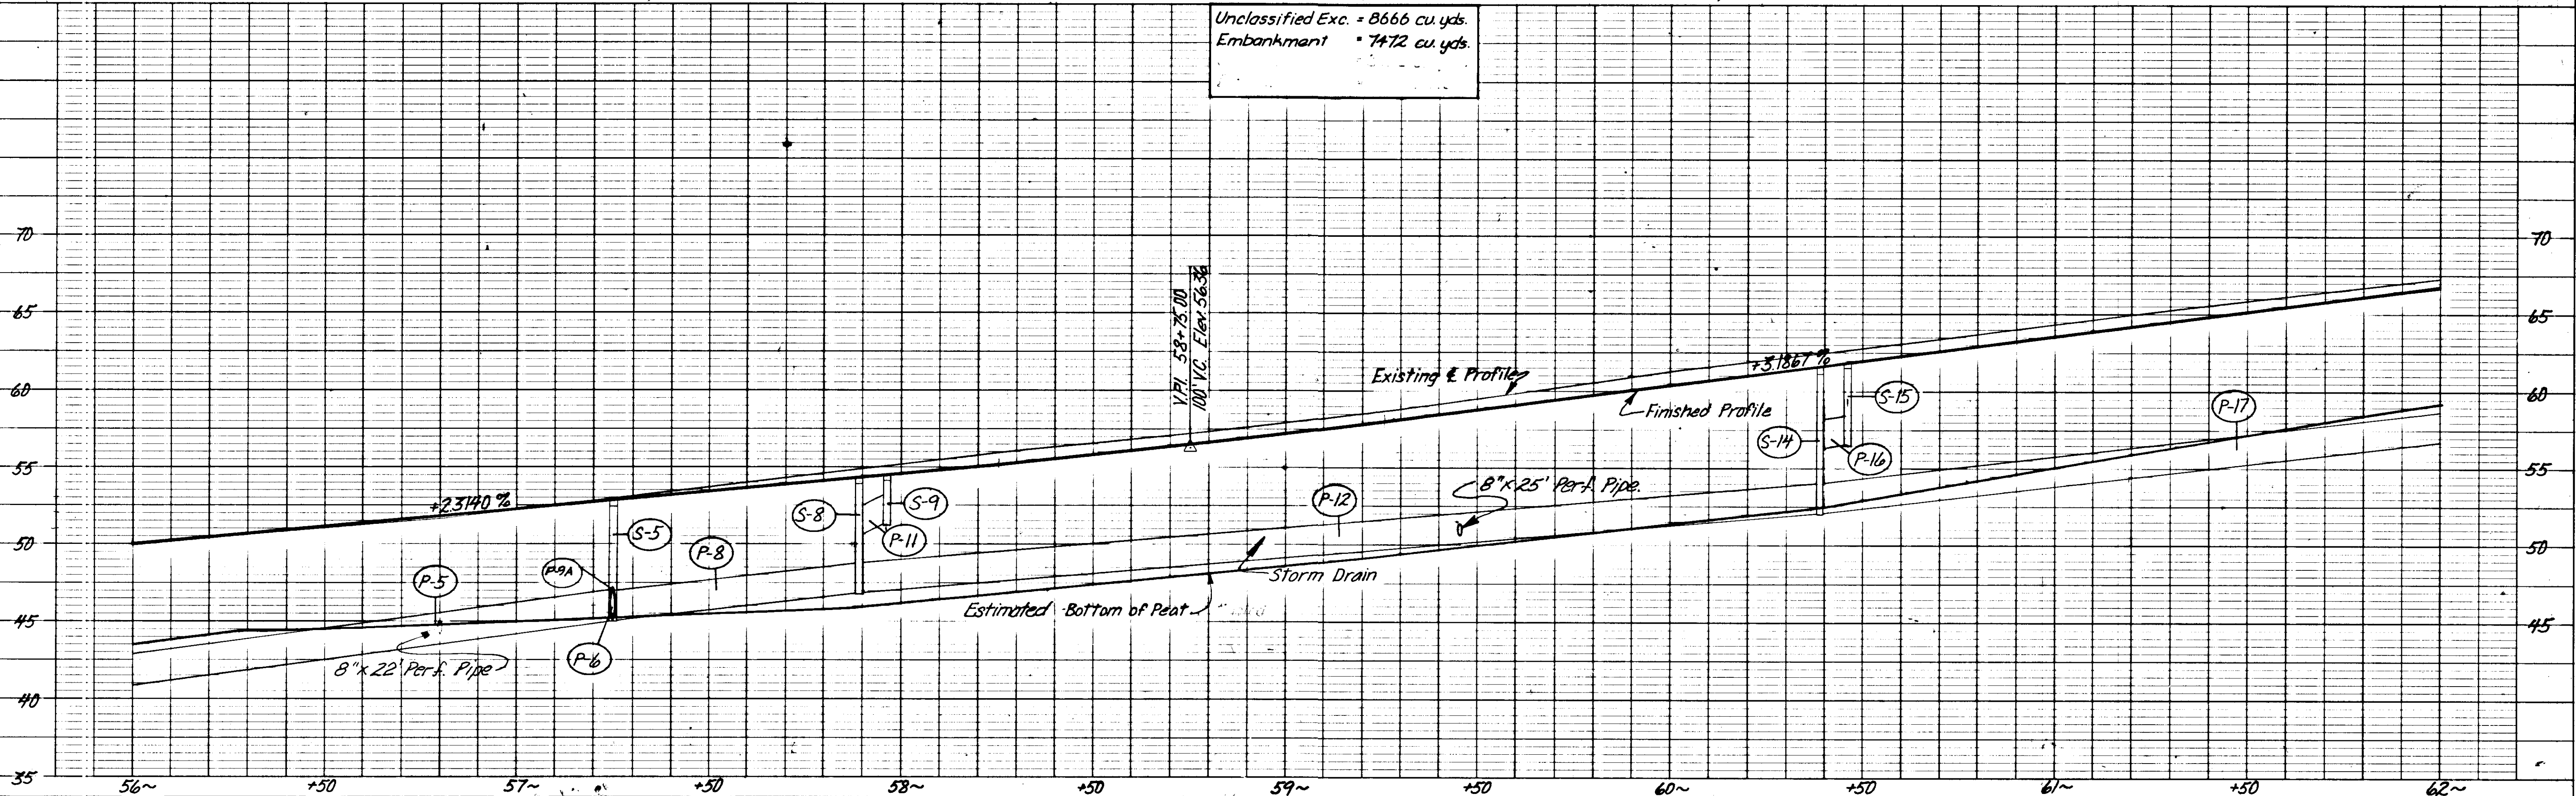 Unclassified Exc. = 8666 cu. yds.
Embankment = 7472 cu. yds.
70
70
V.P.I. 58+75.00
100' V.C. Elev. 56.36
65
65
+3.1867 %
Existing ℄ Profile
60
60
Finished Profile
S-15
P-17
S-14
P-16
55
55
+2.3140 %
8" x 25' Perf. Pipe.
P-12
S-9
S-8
P-11
S-5
50
50
P-8
P-9A
Storm Drain
P-5
Estimated Bottom of Peat
45
45
P-6
8" x 22' Perf. Pipe
40
35
56~
+50
57~
+50
58~
+50
59~
+50
60~
+50
61~
+50
62~